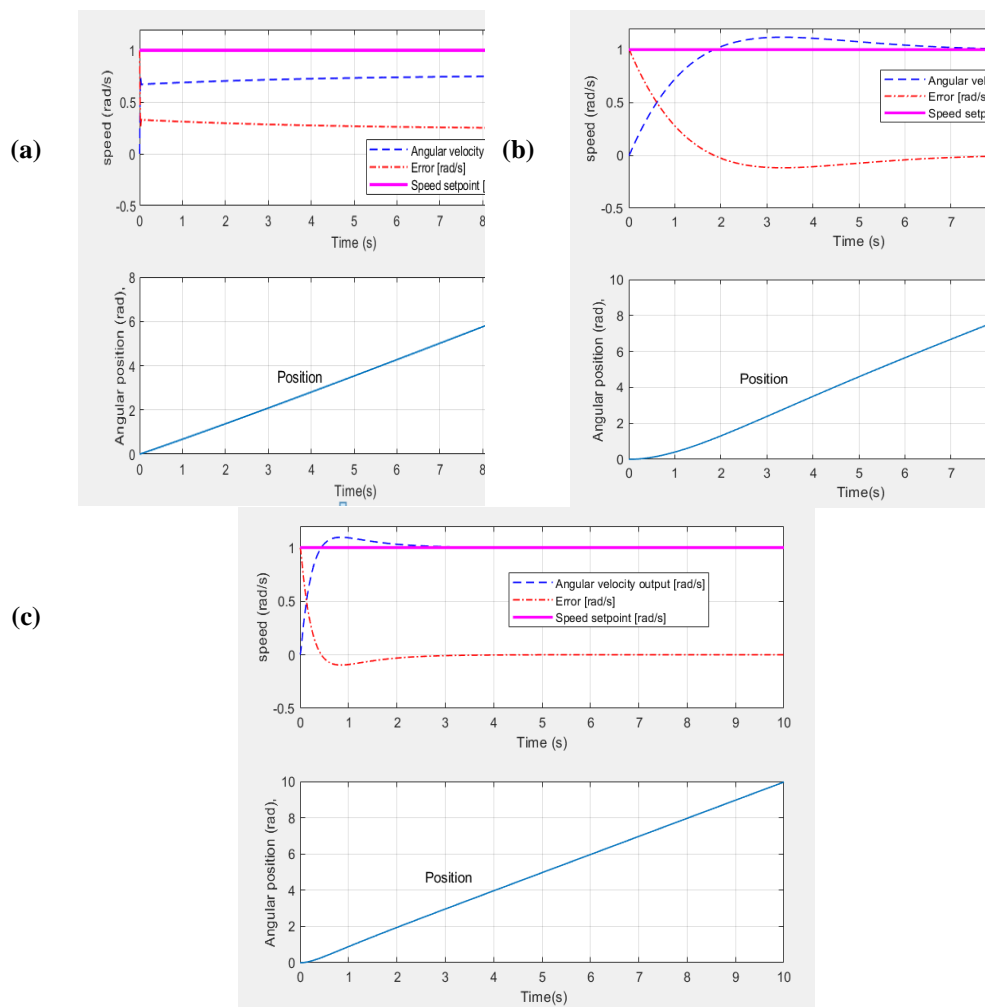 (a)
speed (rad/s)
1
0.5
0
-0.5
Angular velocity
Error [rad/s]
Speed setpoint [
0 1 2 3 4 5 6 7 8
Time (s)
Angular position (rad),
8
6
4
2
0
Position
0 1 2 3 4 5 6 7 8
Time(s)
(b)
speed (rad/s)
1
0.5
0
-0.5
Angular vel
Error [rad/s
Speed setp
0 1 2 3 4 5 6 7
Time (s)
Angular position (rad),
10
8
6
4
2
0
Position
0 1 2 3 4 5 6 7
Time(s)
(c)
speed (rad/s)
1
0.5
0
-0.5
Angular velocity output [rad/s]
Error [rad/s]
Speed setpoint [rad/s]
0 1 2 3 4 5 6 7 8 9 10
Time (s)
Angular position (rad),
10
8
6
4
2
0
Position
0 1 2 3 4 5 6 7 8 9 10
Time(s)